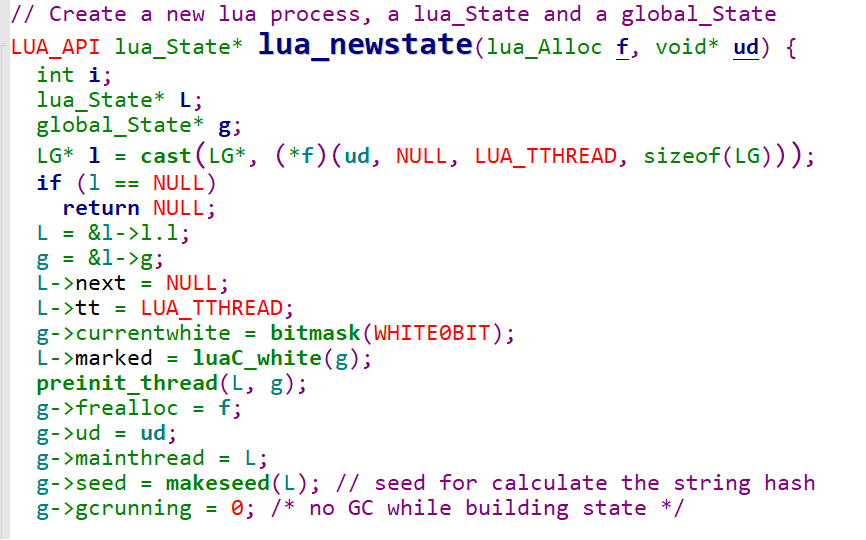 // Create a new lua process, a lua_State and a global_State
LUA_API lua_State* lua_newstate(lua_Alloc f, void* ud) {
int i;
lua_State* L;
global_State* g;
LG* l = cast(LG*, (*f)(ud, NULL, LUA_TTHREAD, sizeof(LG)));
if (l == NULL)
return NULL;
L = &l->l.l;
g = &l->g;
L->next = NULL;
L->tt = LUA_TTHREAD;
g->currentwhite = bitmask(WHITE0BIT);
L->marked = luaC_white(g);
preinit_thread(L, g);
g->frealloc = f;
g->ud = ud;
g->mainthread = L;
g->seed = makeseed(L); // seed for calculate the string hash
g->gcrunning = 0; /* no GC while building state */